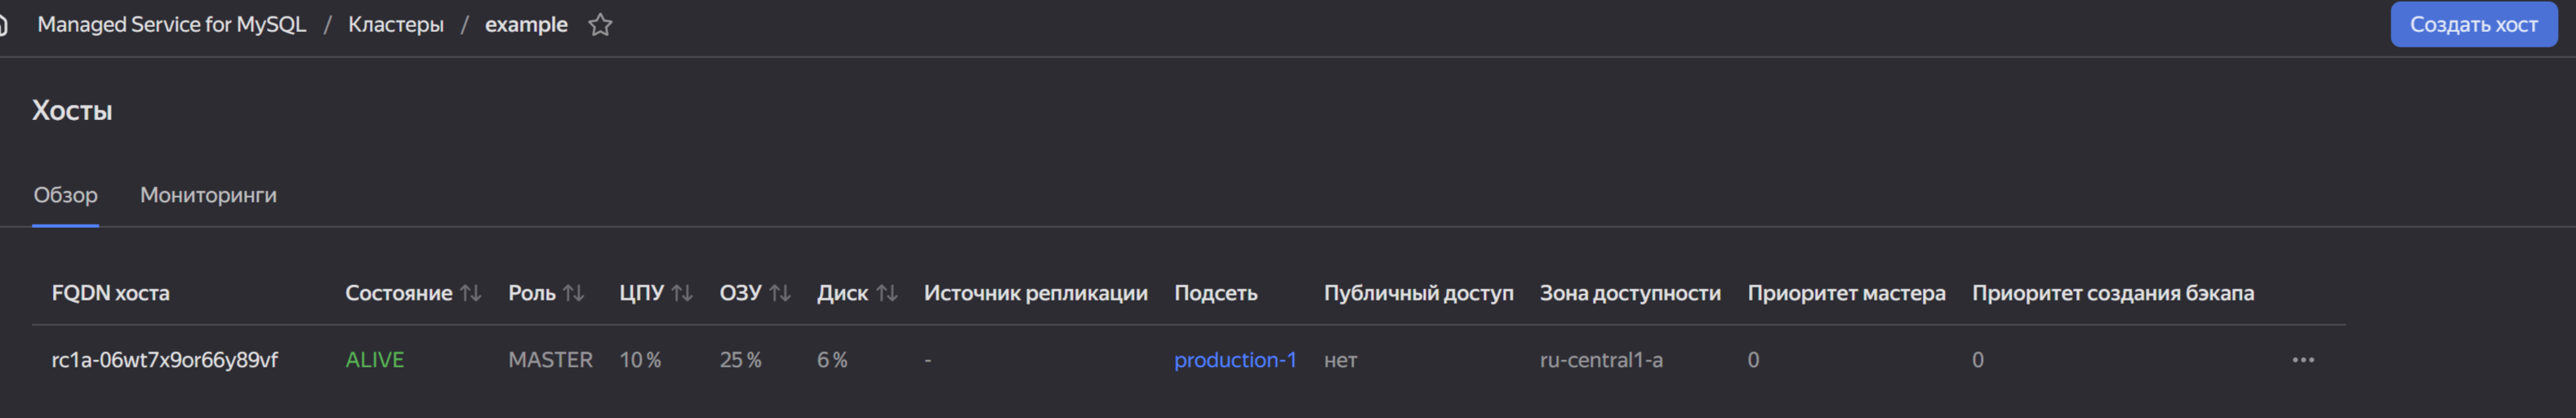 Managed Service for MySQL / Кластеры / example Создать хост
Хосты
Обзор Мониторинги
FQDN хоста Состояние Роль ЦПУ ОЗУ Диск Источник репликации Подсеть Публичный доступ Зона доступности Приоритет мастера Приоритет создания бэкапа
rc1a-06wt7x9or66y89vf ALIVE MASTER 10 % 25 % 6 % - production-1 нет ru-central1-a 0 0